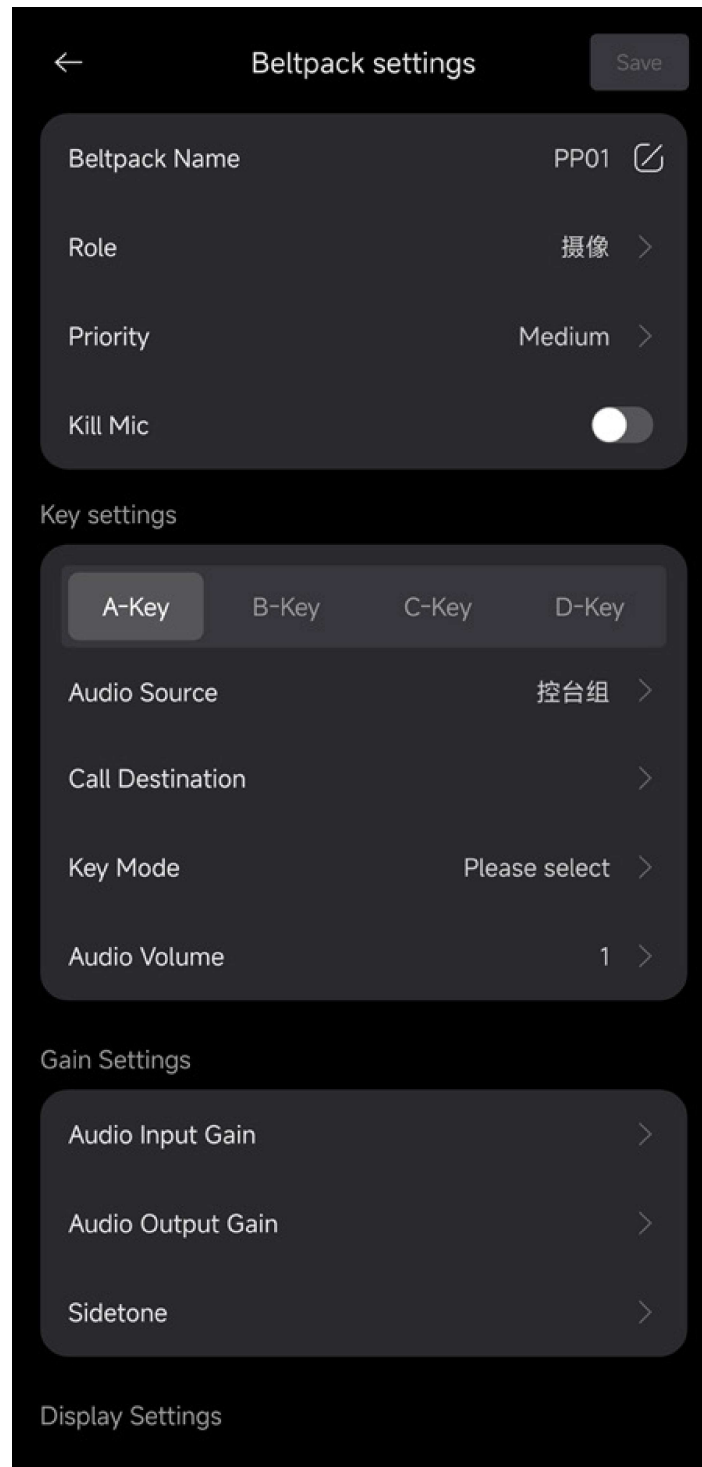 Beltpack settings Save
Beltpack Name PP01
Role 摄像
Priority Medium
Kill Mic
Key settings
A-Key B-Key C-Key D-Key
Audio Source 控台组
Call Destination
Key Mode Please select
Audio Volume 1
Gain Settings
Audio Input Gain
Audio Output Gain
Sidetone
Display Settings